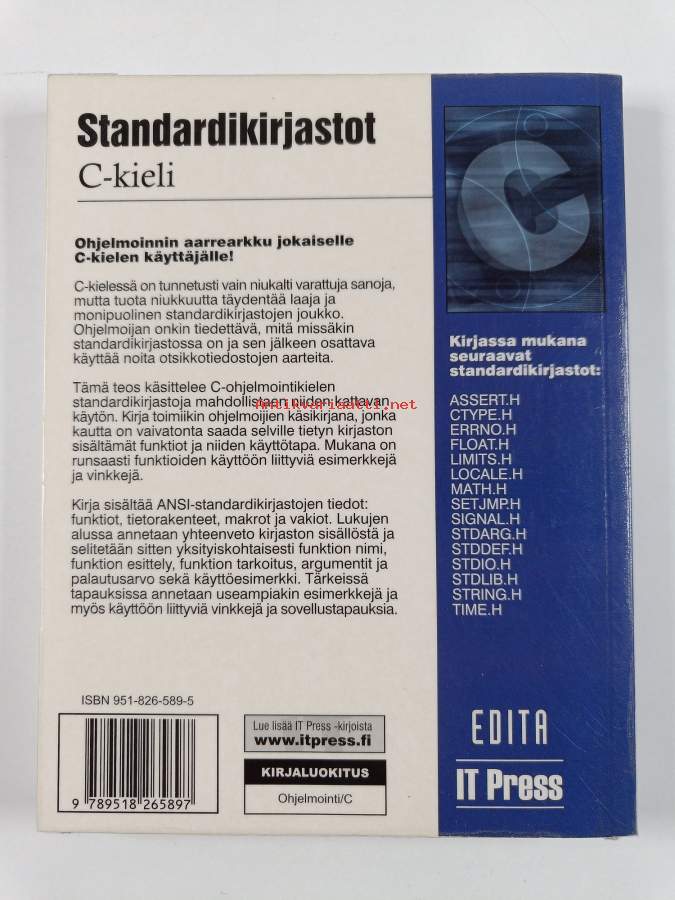 Standardikirjastot
C-kieli
Ohjelmoinnin aarrearkku jokaiselle
C-kielen käyttäjälle!
C-kielessä on tunnetusti vain niukalti varattuja sanoja,
mutta tuota niukkuutta täydentää laaja ja
monipuolinen standardikirjastojen joukko.
Ohjelmoijan onkin tiedettävä, mitä missäkin
standardikirjastossa on ja sen jälkeen osattava
käyttää noita otsikkotiedostojen aarteita.
Tämä teos käsittelee C-ohjelmointikielen
standardikirjastoja mahdollistaen niiden kattavan
käytön. Kirja toimiikin ohjelmoijien käsikirjana, jonka
kautta on vaivatonta saada selville tietyn kirjaston
sisältämät funktiot ja niiden käyttötapa. Mukana on
runsaasti funktioiden käyttöön liittyviä esimerkkejä
ja vinkkejä.
Kirja sisältää ANSI-standardikirjastojen tiedot:
funktiot, tietorakenteet, makrot ja vakiot. Lukujen
alussa annetaan yhteenveto kirjaston sisällöstä ja
selitetään sitten yksityiskohtaisesti funktion nimi,
funktion esittely, funktion tarkoitus, argumentit ja
palautusarvo sekä käyttöesimerkki. Tärkeissä
tapauksissa annetaan useampiakin esimerkkejä ja
myös käyttöön liittyviä vinkkejä ja sovellustapauksia.
Antikvariaatti.net
ISBN 951-826-589-5
9 789518 265897
Lue lisää IT Press -kirjoista
www.itpress.fi
KIRJALUOKITUS
Ohjelmointi/C
C
Kirjassa mukana
seuraavat
standardikirjastot:
ASSERT.H
CTYPE.H
ERRNO.H
FLOAT.H
LIMITS.H
LOCALE.H
MATH.H
SETJMP.H
SIGNAL.H
STDARG.H
STDDEF.H
STDIO.H
STDLIB.H
STRING.H
TIME.H
EDITA
IT Press